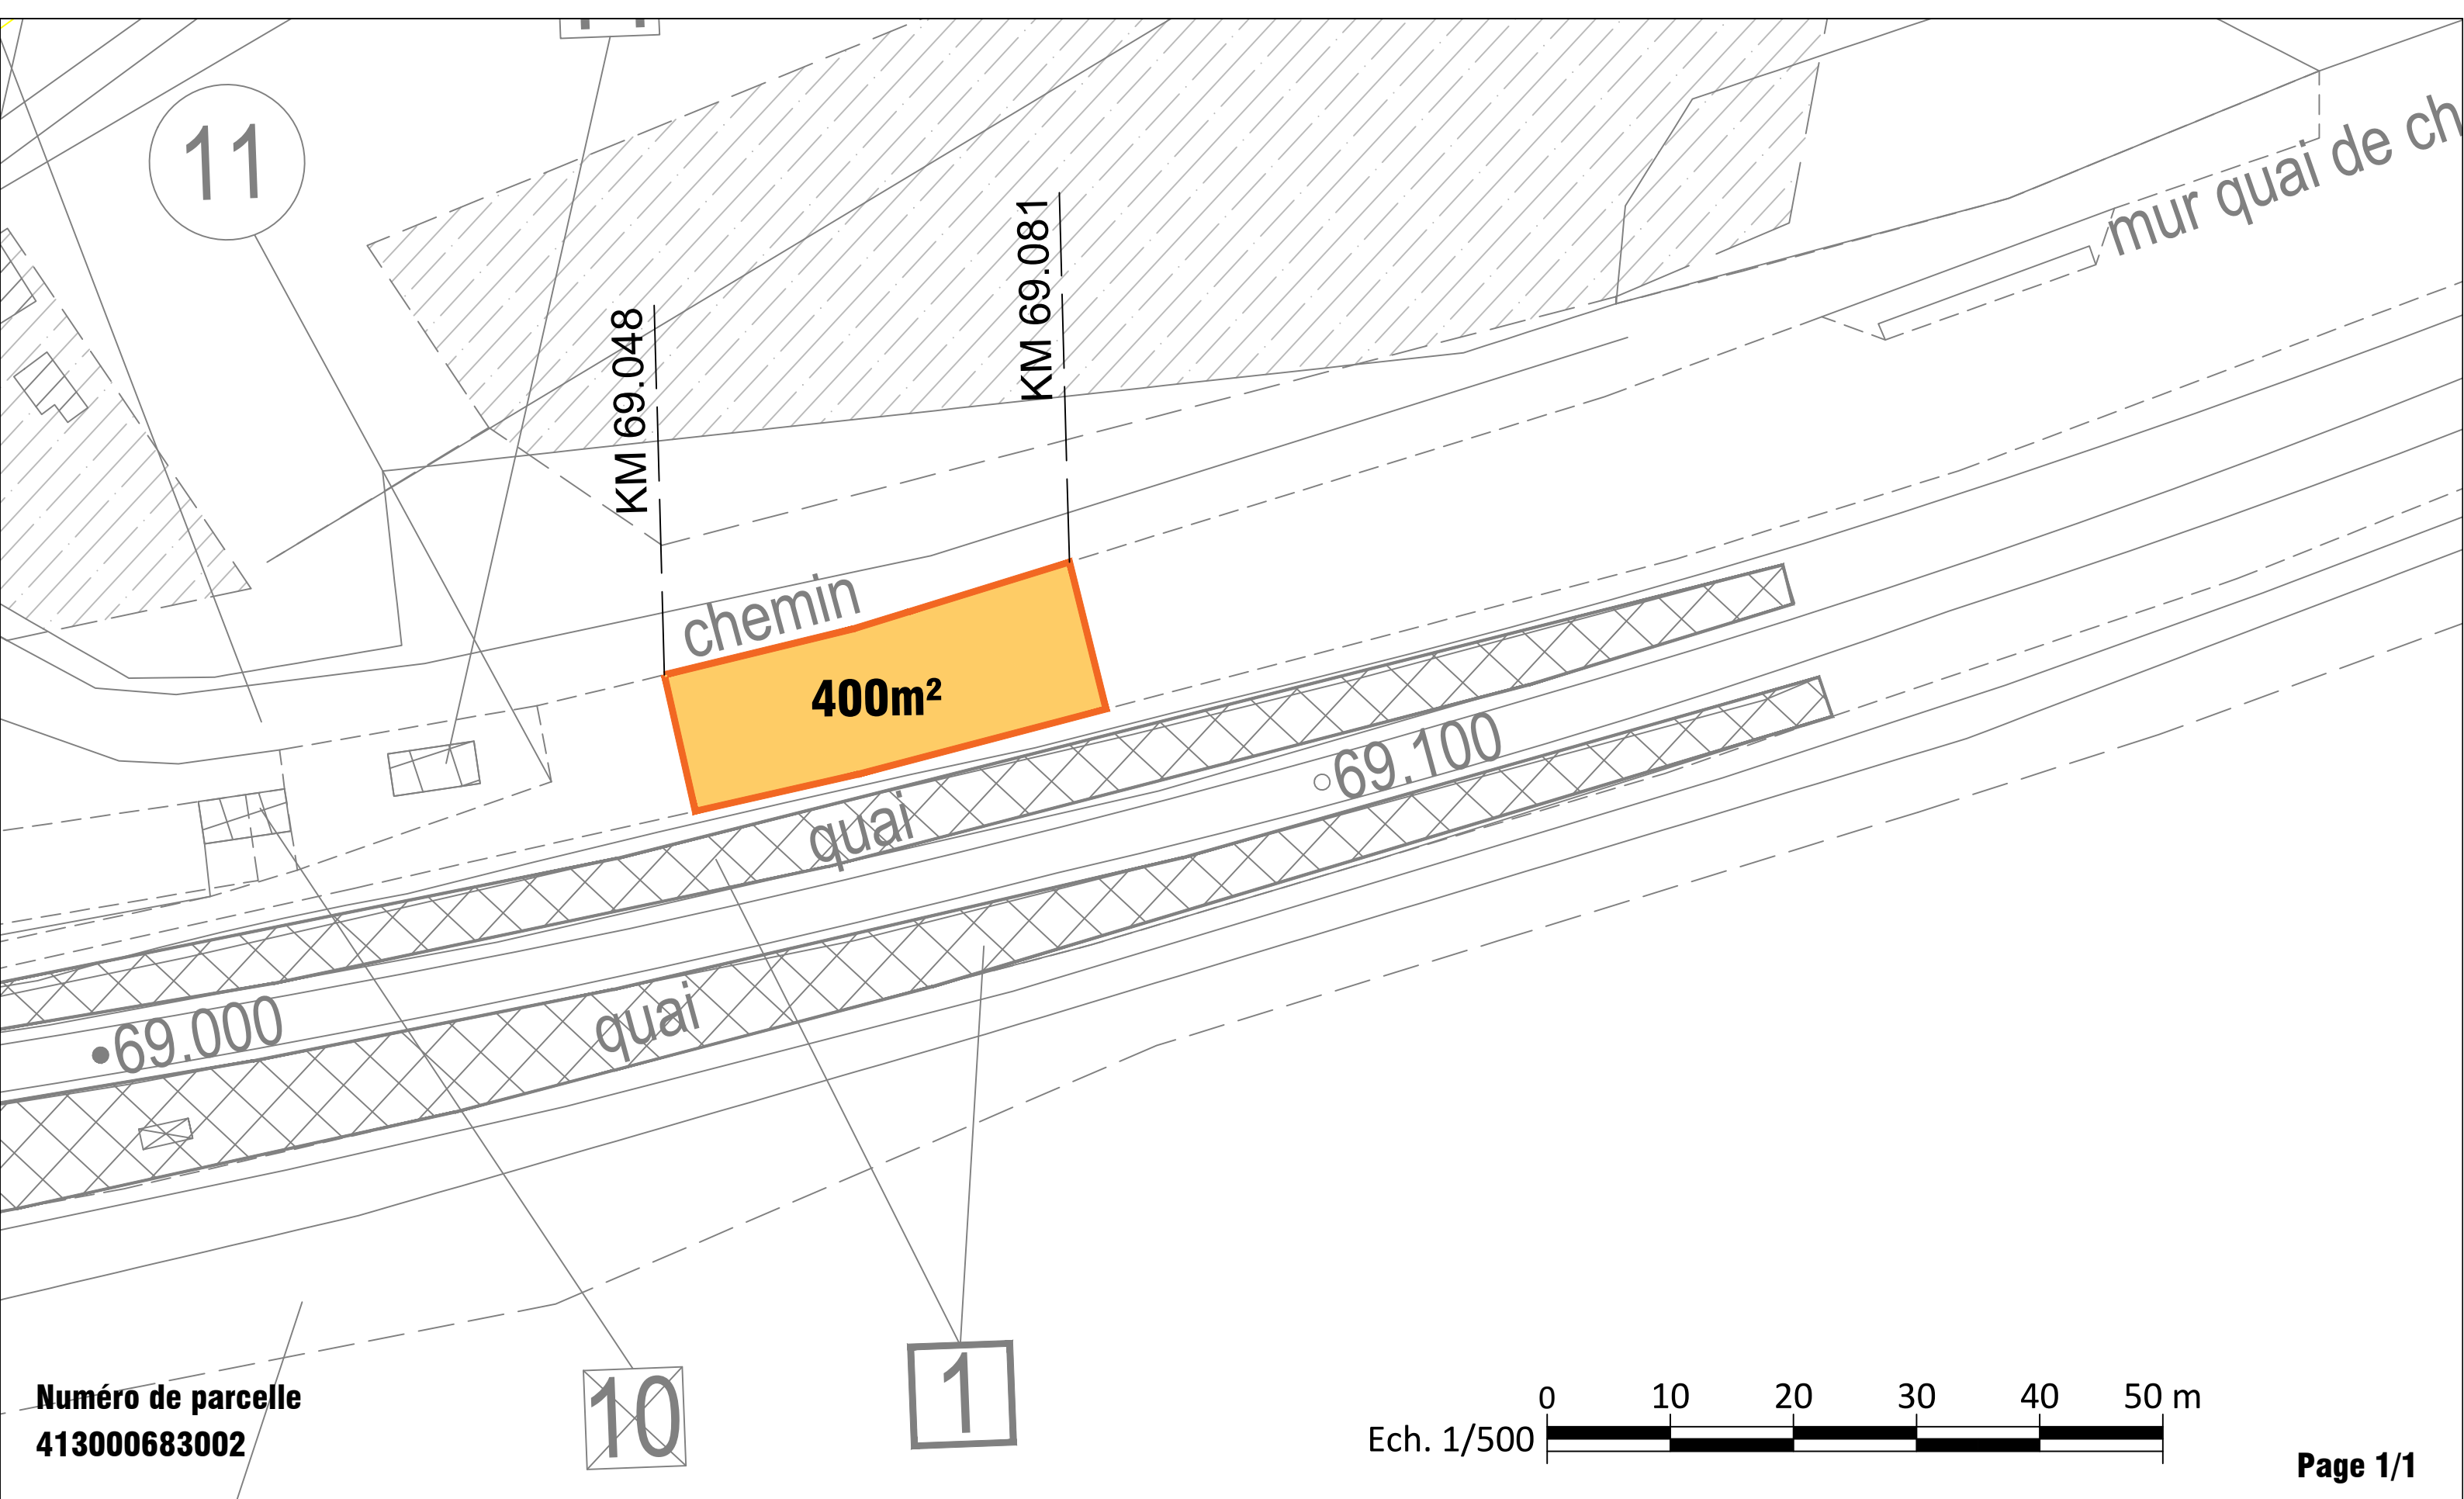 11
KM 69.048
KM 69.081
mur quai de ch
chemin
400m²
69.100
quai
69.000
quai
10
1
Numéro de parcelle
413000683002
0 10 20 30 40 50 m
Ech. 1/500
Page 1/1